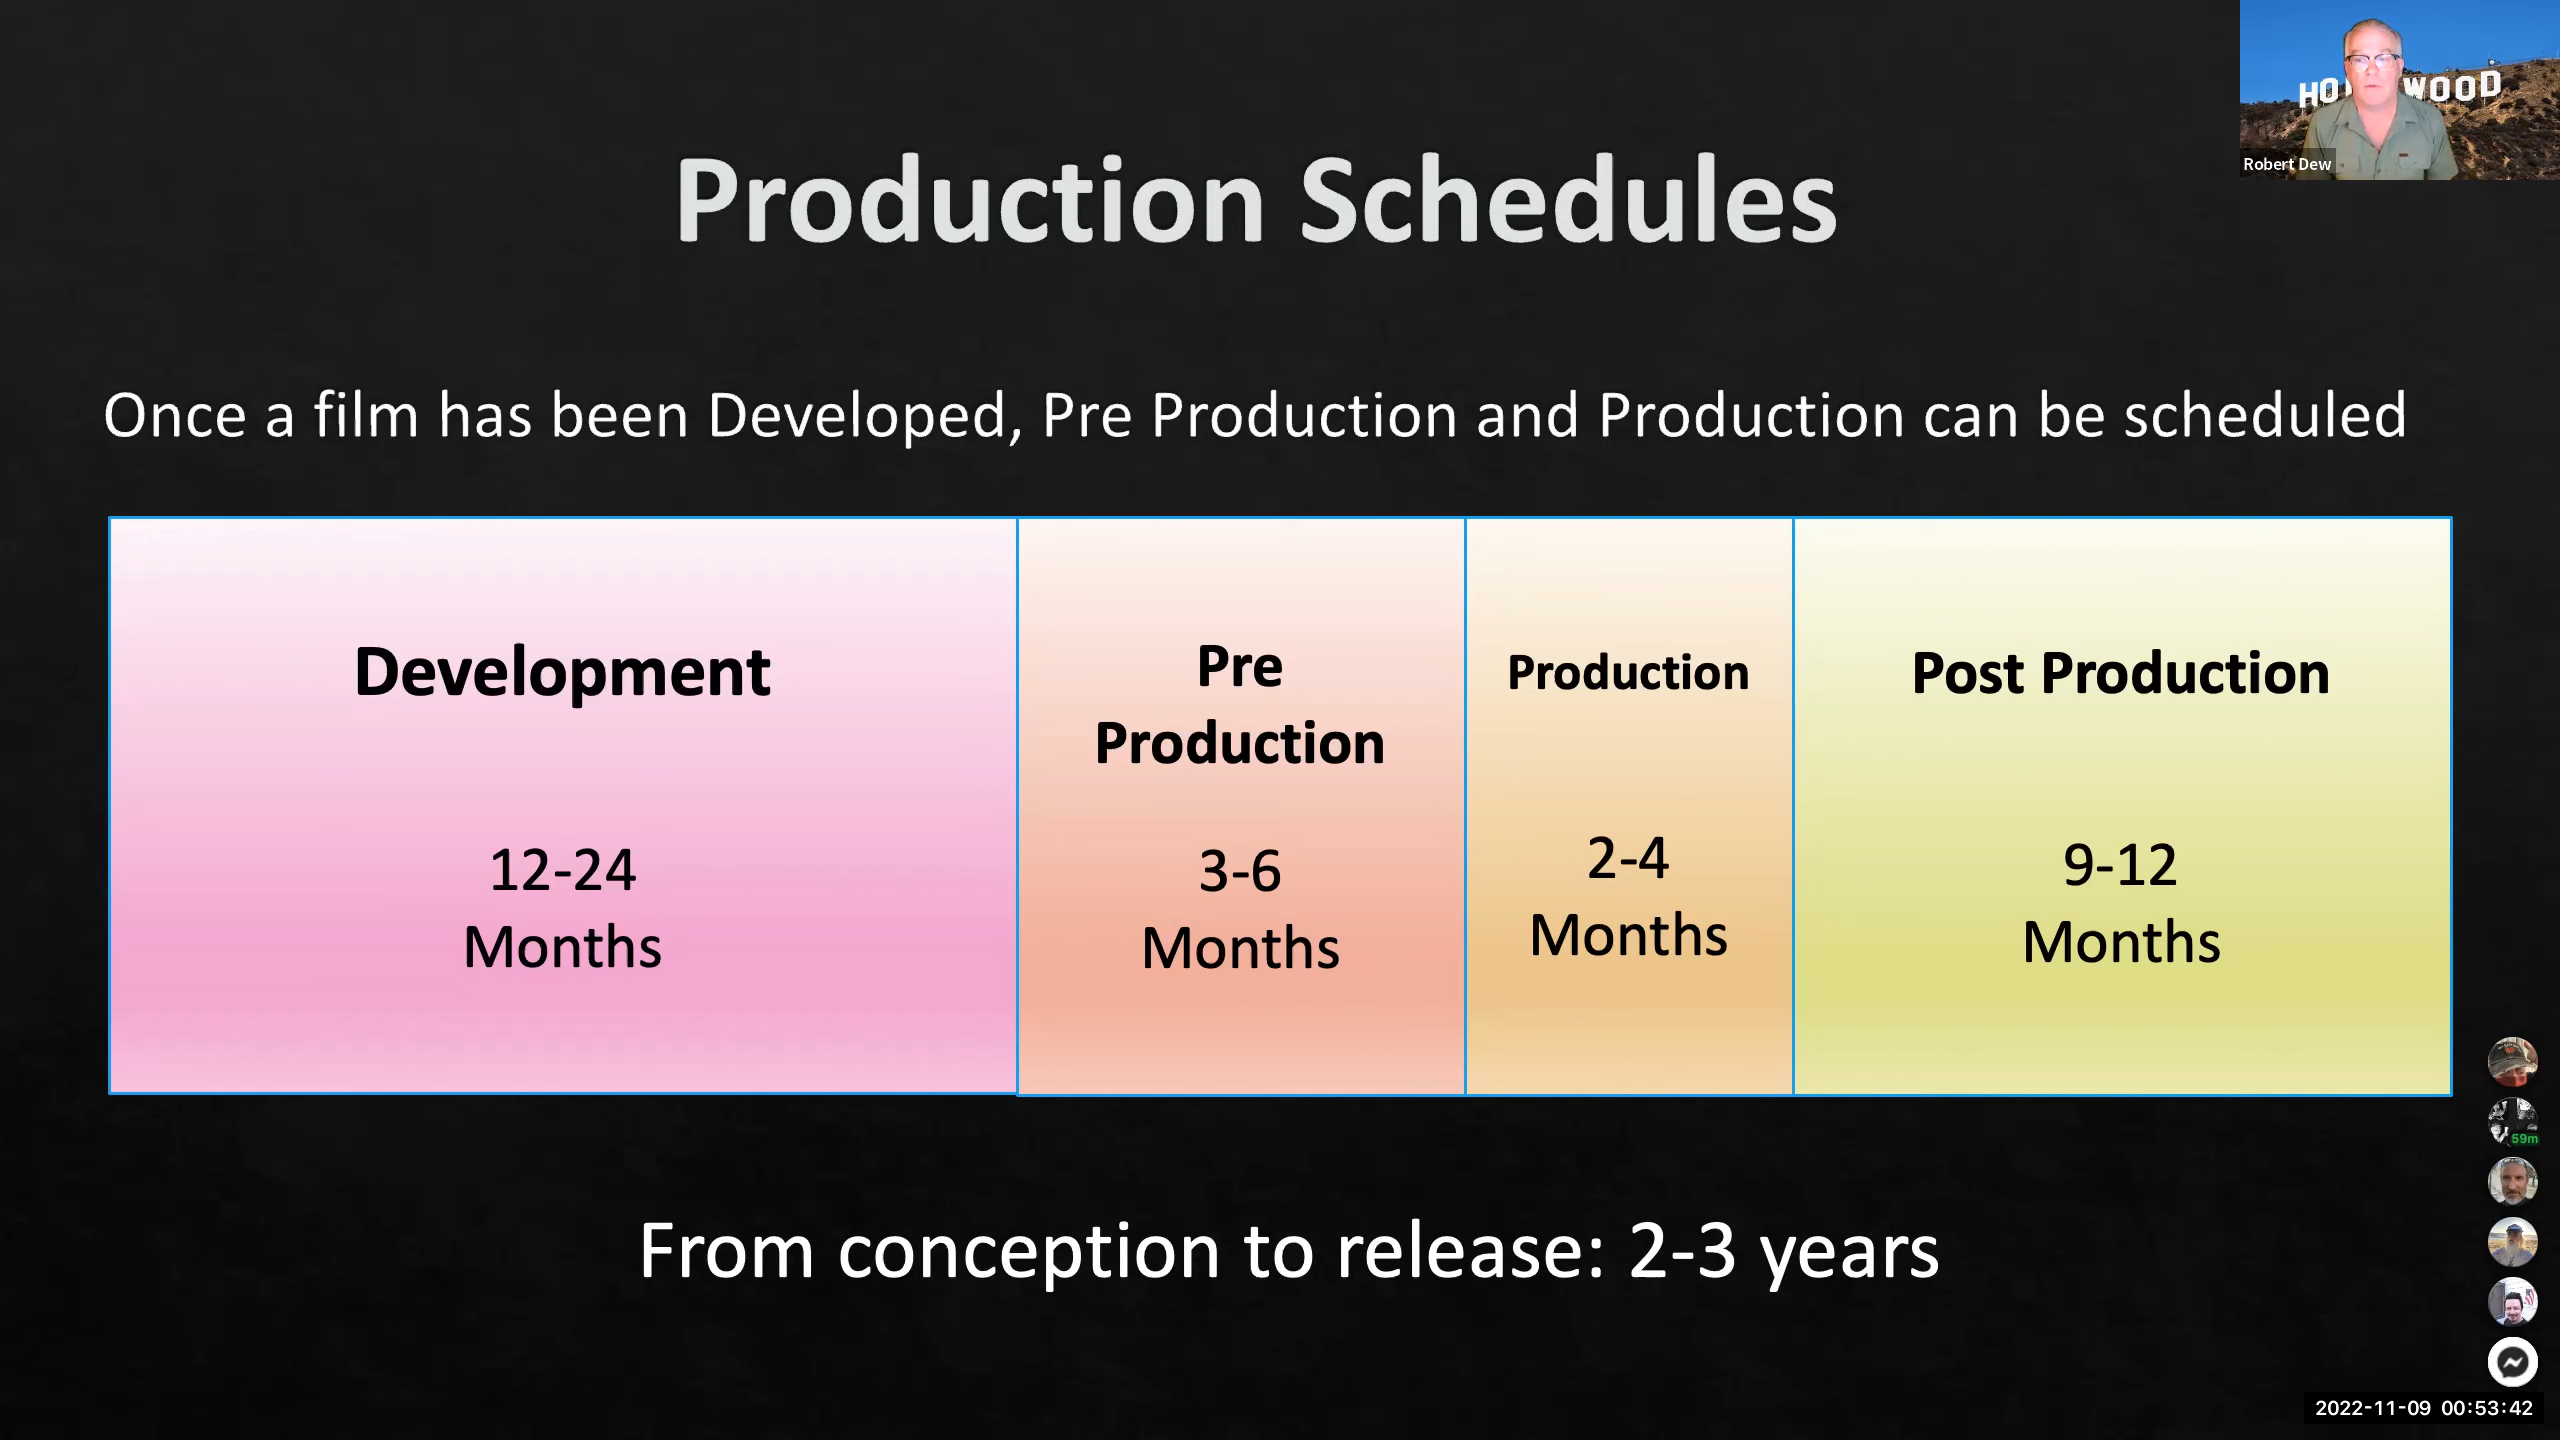 HOLLYWOOD
Robert Dew
Production Schedules
Once a film has been Developed, Pre Production and Production can be scheduled
Development
12-24
Months
Pre
Production
3-6
Months
Production
2-4
Months
Post Production
9-12
Months
From conception to release: 2-3 years
59m
2022-11-09 00:53:42